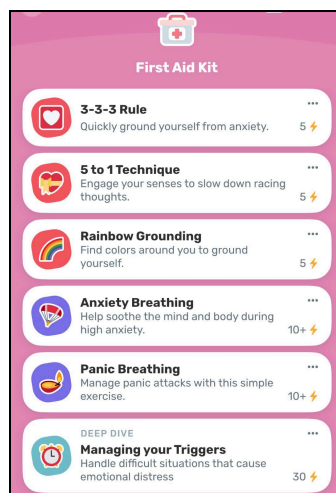 First Aid Kit
3-3-3 Rule
Quickly ground yourself from anxiety.
5
5 to 1 Technique
Engage your senses to slow down racing
thoughts.
5
Rainbow Grounding
Find colors around you to ground
yourself.
5
Anxiety Breathing
Help soothe the mind and body during
high anxiety.
10+
Panic Breathing
Manage panic attacks with this simple
exercise.
10+
DEEP DIVE
Managing your Triggers
Handle difficult situations that cause
emotional distress
30